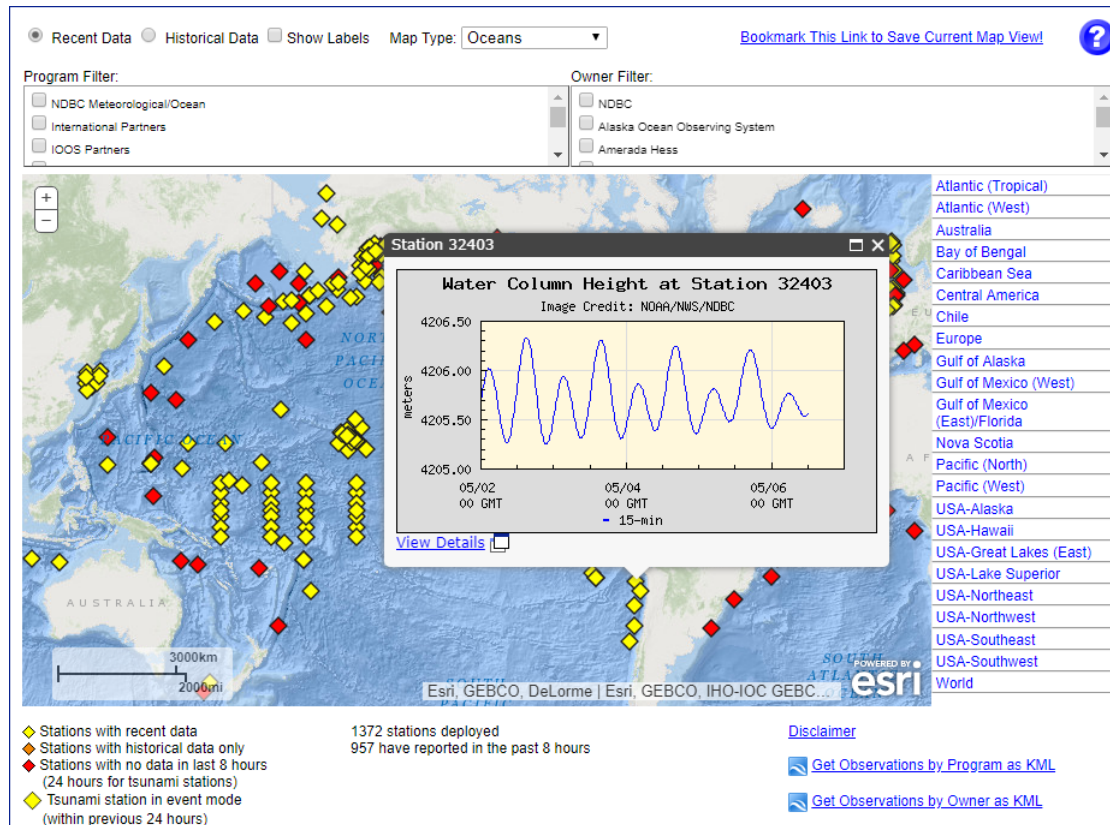 Recent Data Historical Data Show Labels Map Type: Oceans
Bookmark This Link to Save Current Map View!
?
Program Filter:
NDBC Meteorological/Ocean
International Partners
IOOS Partners
Owner Filter:
NDBC
Alaska Ocean Observing System
Amerada Hess
+
−
Station 32403
Water Column Height at Station 32403
Image Credit: NOAA/NWS/NDBC
4206.50
4206.00
4205.50
4205.00
meters
05/02 05/04 05/06
00 GMT 00 GMT 00 GMT
15-min
View Details
PACIFIC OCEAN
AUSTRALIA
3000km
2000mi
SOUTH
POWERED BY
esri
Esri, GEBCO, DeLorme | Esri, GEBCO, IHO-IOC GEBC...
Atlantic (Tropical)
Atlantic (West)
Australia
Bay of Bengal
Caribbean Sea
Central America
Chile
Europe
Gulf of Alaska
Gulf of Mexico (West)
Gulf of Mexico
(East)/Florida
Nova Scotia
Pacific (North)
Pacific (West)
USA-Alaska
USA-Hawaii
USA-Great Lakes (East)
USA-Lake Superior
USA-Northeast
USA-Northwest
USA-Southeast
USA-Southwest
World
Stations with recent data
Stations with historical data only
Stations with no data in last 8 hours
(24 hours for tsunami stations)
Tsunami station in event mode
(within previous 24 hours)
1372 stations deployed
957 have reported in the past 8 hours
Disclaimer
Get Observations by Program as KML
Get Observations by Owner as KML